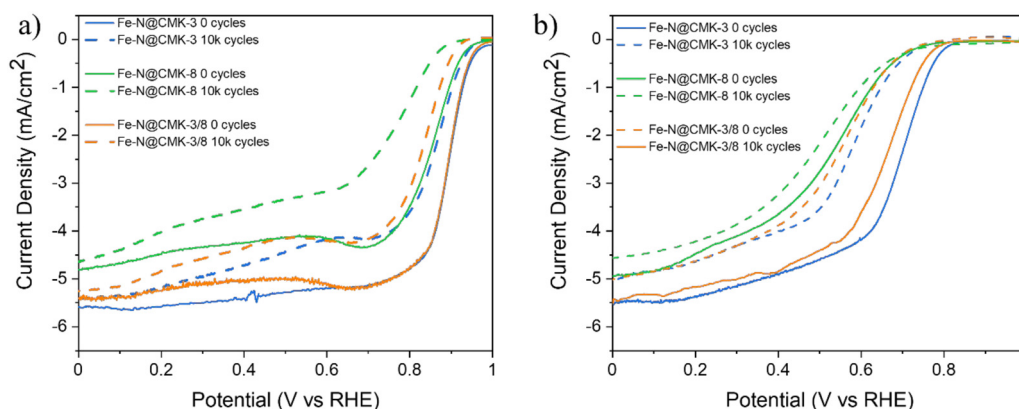 a)
Fe-N@CMK-3 0 cycles
Fe-N@CMK-3 10k cycles
Fe-N@CMK-8 0 cycles
Fe-N@CMK-8 10k cycles
Fe-N@CMK-3/8 0 cycles
Fe-N@CMK-3/8 10k cycles
0
-1
-2
-3
-4
-5
-6
Current Density (mA/cm²)
0 0.2 0.4 0.6 0.8 1
Potential (V vs RHE)
b)
Fe-N@CMK-3 0 cycles
Fe-N@CMK-3 10k cycles
Fe-N@CMK-8 0 cycles
Fe-N@CMK-8 10k cycles
Fe-N@CMK-3/8 0 cycles
Fe-N@CMK-3/8 10k cycles
0
-1
-2
-3
-4
-5
-6
Current Density (mA/cm²)
0 0.2 0.4 0.6 0.8
Potential (V vs RHE)